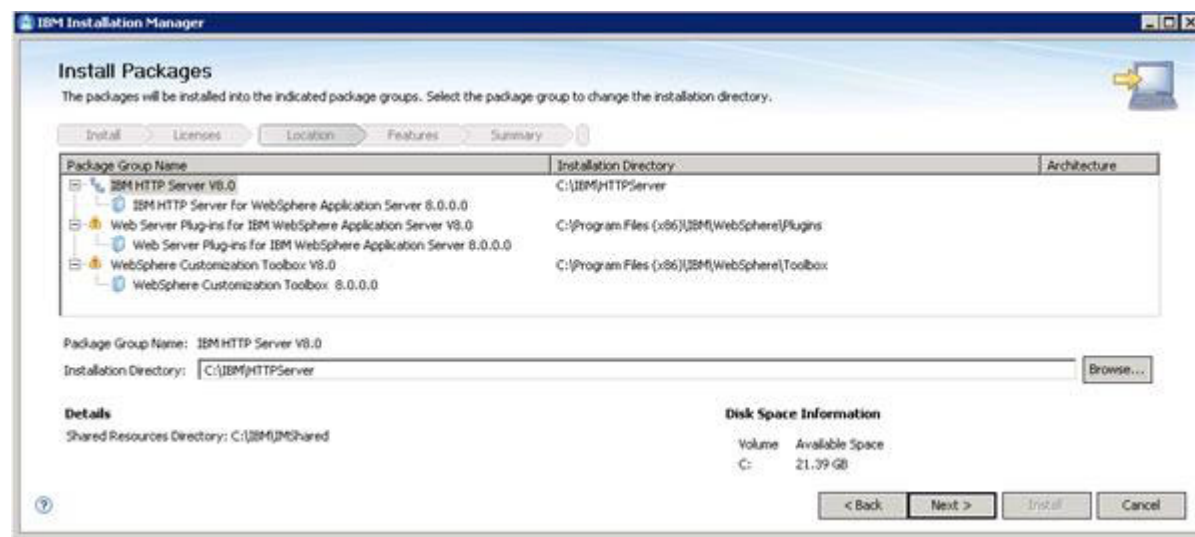 IBM Installation Manager
Install Packages
The packages will be installed into the indicated package groups. Select the package group to change the installation directory.
Install Licenses Location Features Summary
Package Group Name Installation Directory Architecture
IBM HTTP Server V8.0 C:\IBM\HTTPServer
IBM HTTP Server for WebSphere Application Server 8.0.0.0
Web Server Plug-ins for IBM WebSphere Application Server V8.0 C:\Program Files (x86)\IBM\WebSphere\Plugins
Web Server Plug-ins for IBM WebSphere Application Server 8.0.0.0
WebSphere Customization Toolbox V8.0 C:\Program Files (x86)\IBM\WebSphere\Toolbox
WebSphere Customization Toolbox 8.0.0.0
Package Group Name: IBM HTTP Server V8.0
Installation Directory: C:\IBM\HTTPServer Browse...
Details Disk Space Information
Shared Resources Directory: C:\IBM\IMShared
Volume Available Space
C: 21.39 GB
? < Back Next > Install Cancel